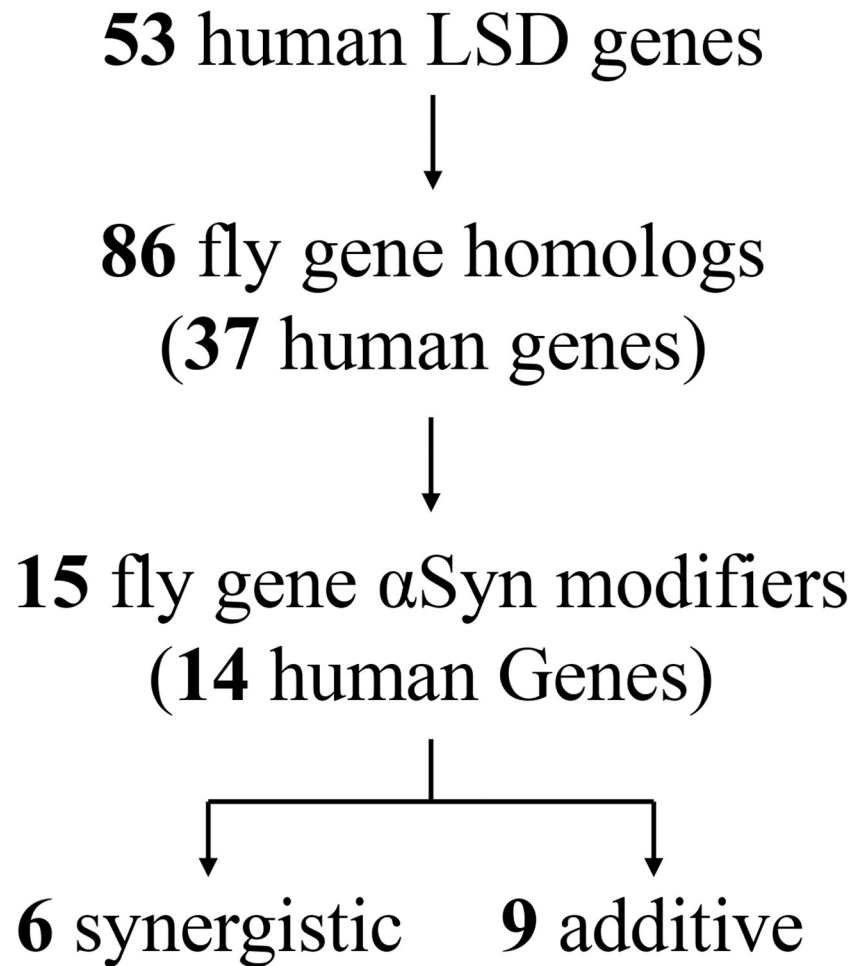 53 human LSD genes
86 fly gene homologs
(37 human genes)
15 fly gene αSyn modifiers
(14 human Genes)
6 synergistic 9 additive